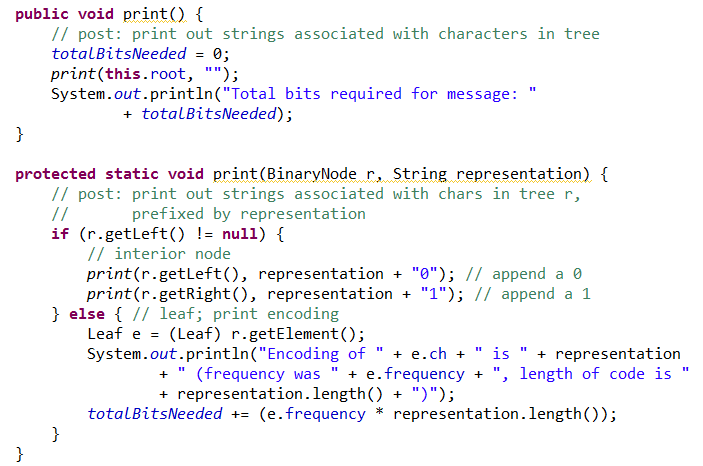 public void print() {
    // post: print out strings associated with characters in tree
    totalBitsNeeded = 0;
    print(this.root, "");
    System.out.println("Total bits required for message: "
            + totalBitsNeeded);
}

protected static void print(BinaryNode r, String representation) {
    // post: print out strings associated with chars in tree r,
    //       prefixed by representation
    if (r.getLeft() != null) {
        // interior node
        print(r.getLeft(), representation + "0"); // append a 0
        print(r.getRight(), representation + "1"); // append a 1
    } else { // leaf; print encoding
        Leaf e = (Leaf) r.getElement();
        System.out.println("Encoding of " + e.ch + " is " + representation
                + " (frequency was " + e.frequency + ", length of code is "
                + representation.length() + ")");
        totalBitsNeeded += (e.frequency * representation.length());
    }
}